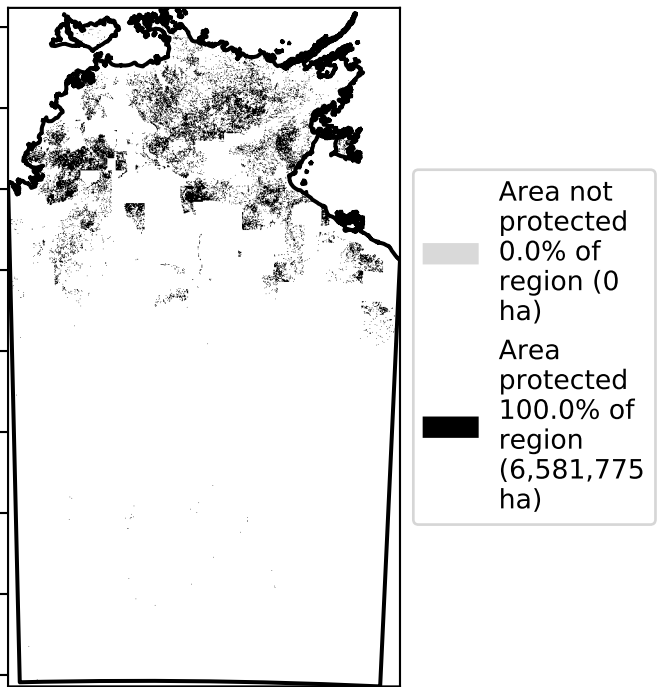 Area not
protected
0.0% of
region (0
ha)
Area
protected
100.0% of
region
(6,581,775
ha)